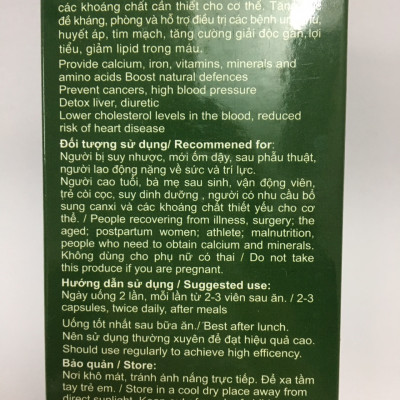 các khoáng chất cần thiết cho cơ thể. Tăng
đề kháng, phòng và hỗ trợ điều trị các bệnh ung
huyết áp, tim mạch, tăng cường giải độc gan, lợi
tiểu, giảm lipid trong máu.
Provide calcium, iron, vitamins, minerals and
amino acids Boost natural defences
Prevent cancers, high blood pressure
Detox liver, diuretic
Lower cholesterol levels in the blood, reduced
risk of heart disease
Đối tượng sử dụng/ Recommened for:
Người bị suy nhược, mới ốm dậy, sau phẫu thuật,
người lao động nặng về sức và trí lực.
Người cao tuổi, bà mẹ sau sinh, vận động viên,
trẻ còi cọc, suy dinh dưỡng , người có nhu cầu bổ
sung canxi và các khoáng chất thiết yếu cho cơ
thể. / People recovering from illness, surgery; the
aged; postpartum women; athlete; malnutrition,
people who need to obtain calcium and minerals.
Không dùng cho phụ nữ có thai / Do not take
this produce if you are pregnant.
Hướng dẫn sử dụng / Suggested use:
Ngày uống 2 lần, mỗi lần từ 2-3 viên sau ăn. / 2-3
capsules, twice daily, after meals
Uống tốt nhất sau bữa ăn./ Best after lunch.
Nên sử dụng thường xuyên để đạt hiệu quả cao.
Should use regularly to achieve high efficency.
Bảo quản / Store:
Nơi khô mát, tránh ánh nắng trực tiếp. Để xa tầm
tay trẻ em. / Store in a cool dry place away from
direct sunlight.